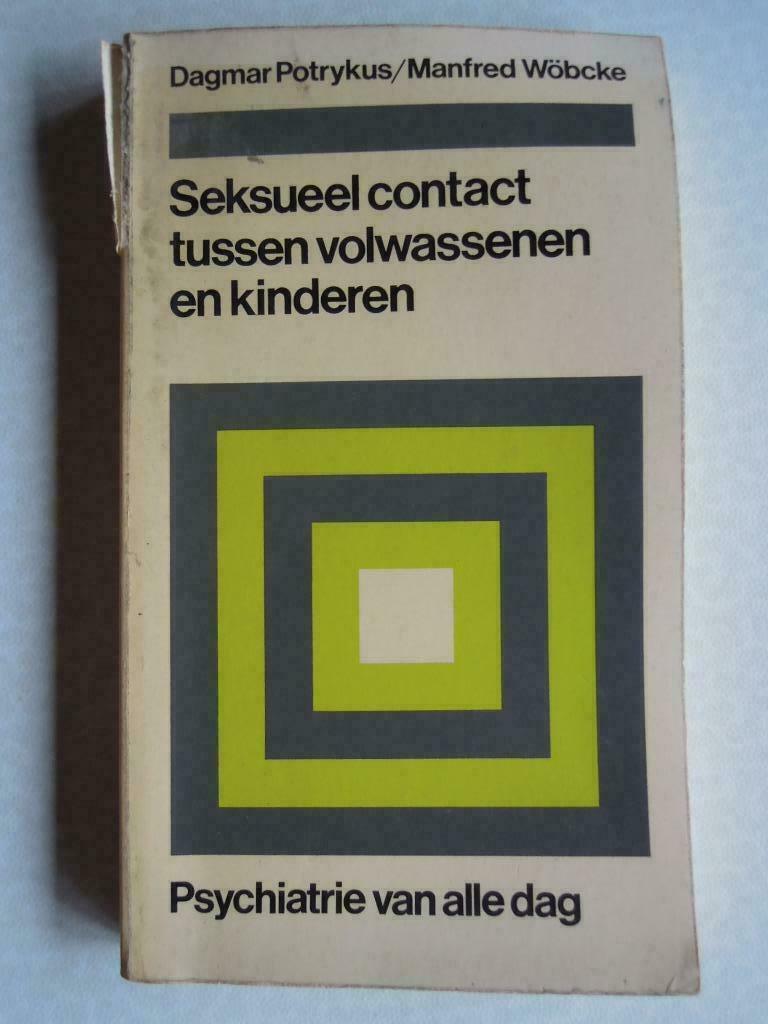 Dagmar Potrykus/Manfred Wöbcke
Seksueel contact
tussen volwassenen
en kinderen
Psychiatrie van alle dag